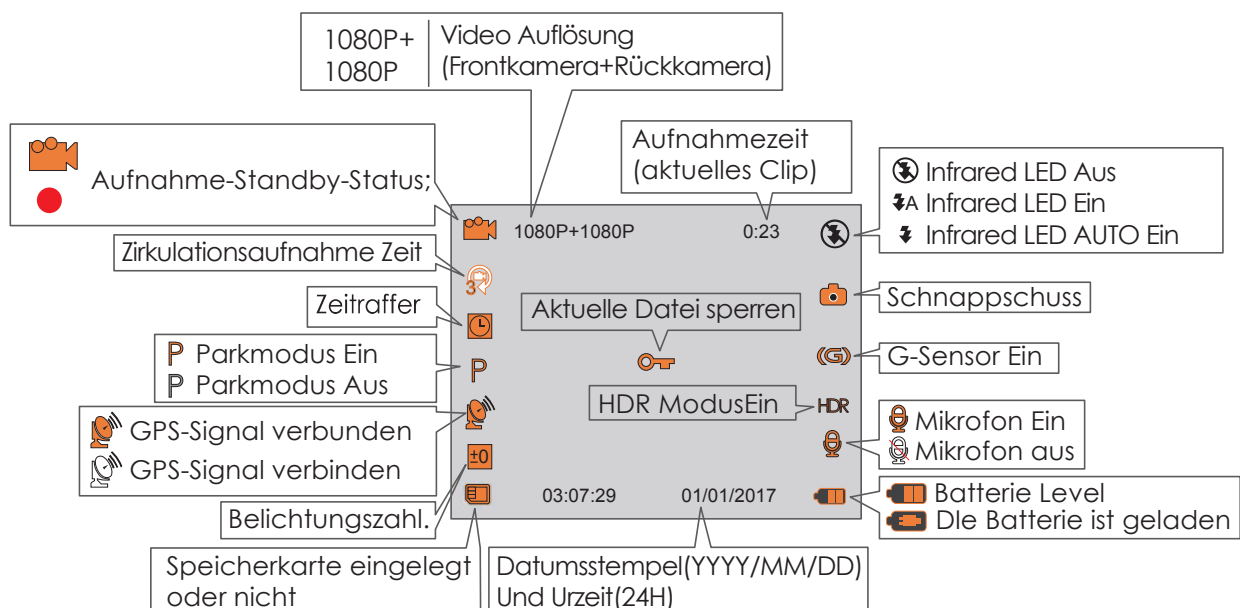 1080P+
1080P
Video Auflösung
(Frontkamera+Rückkamera)
Aufnahme-Standby-Status;
Aufnahmezeit
(aktuelles Clip)
Infrared LED Aus
A Infrared LED Ein
Infrared LED AUTO Ein
1080P+1080P
0:23
Zirkulationsaufnahme Zeit
3
Schnappschuss
Zeitraffer
Aktuelle Datei sperren
P Parkmodus Ein
P Parkmodus Aus
P
(G)
G-Sensor Ein
HDR ModusEin
HDR
GPS-Signal verbunden
GPS-Signal verbinden
Mikrofon Ein
Mikrofon aus
±0
Belichtungszahl.
03:07:29
01/01/2017
Batterie Level
DIe Batterie ist geladen
Speicherkarte eingelegt
oder nicht
Datumsstempel(YYYY/MM/DD)
Und Urzeit(24H)